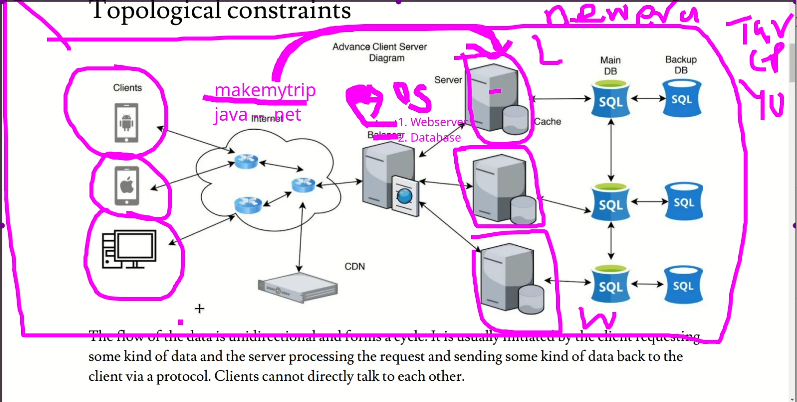 Topological constraints
Advance Client Server
Diagram
Clients
makemytrip
java
.net
Internet
OS
1. Webserver
2. Database
Balancer
Server
Cache
L
W
Main
DB
Backup
DB
SQL
SQL
SQL
SQL
SQL
SQL
CDN
The flow of the data is unidirectional and forms a cycle. It is usually initiated by the client requesting
some kind of data and the server processing the request and sending some kind of data back to the
client via a protocol. Clients cannot directly talk to each other.